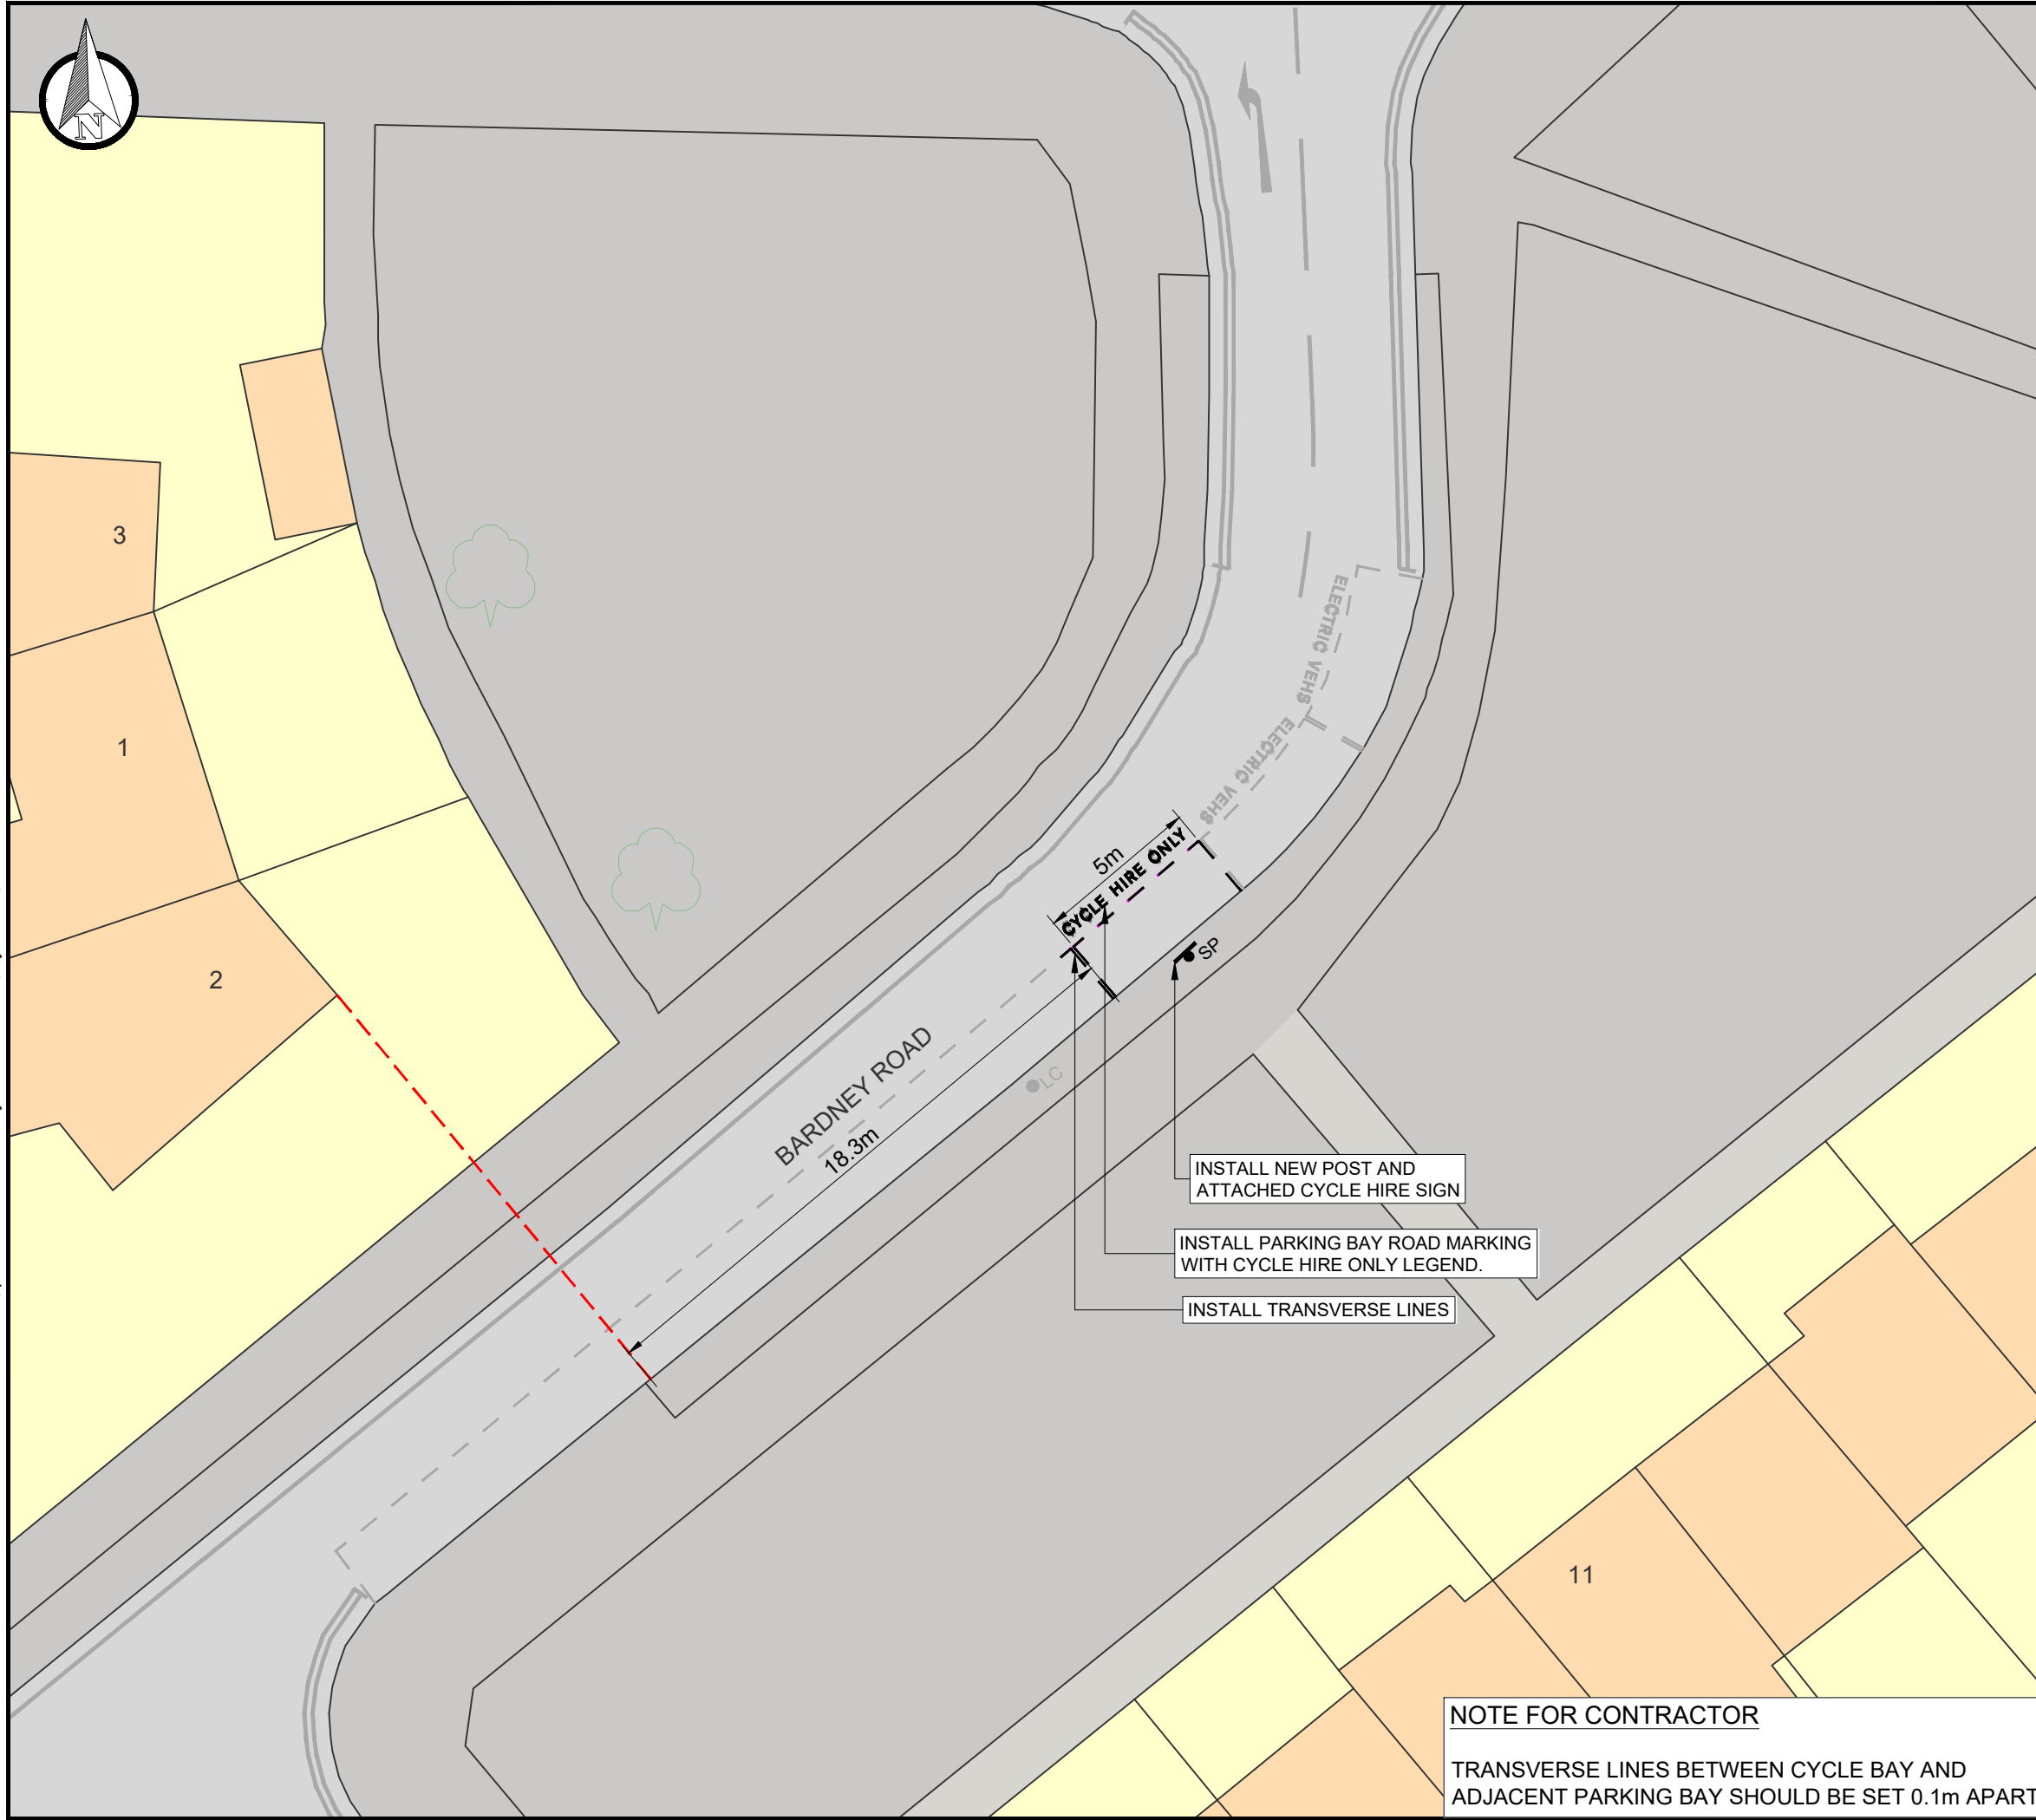 N
3
1
2
ELECTRIC VEHS
ELECTRIC VEHS
5m
CYCLE HIRE ONLY
SP
LC
BARDNEY ROAD
18.3m
INSTALL NEW POST AND
ATTACHED CYCLE HIRE SIGN
INSTALL PARKING BAY ROAD MARKING
WITH CYCLE HIRE ONLY LEGEND.
INSTALL TRANSVERSE LINES
11
NOTE FOR CONTRACTOR
TRANSVERSE LINES BETWEEN CYCLE BAY AND
ADJACENT PARKING BAY SHOULD BE SET 0.1m APART